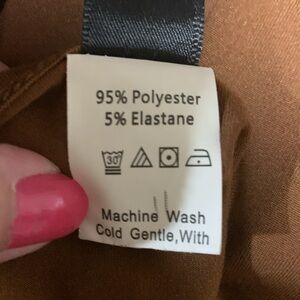 95% Polyester
5% Elastane
30°
Machine Wash
Cold Gentle,With